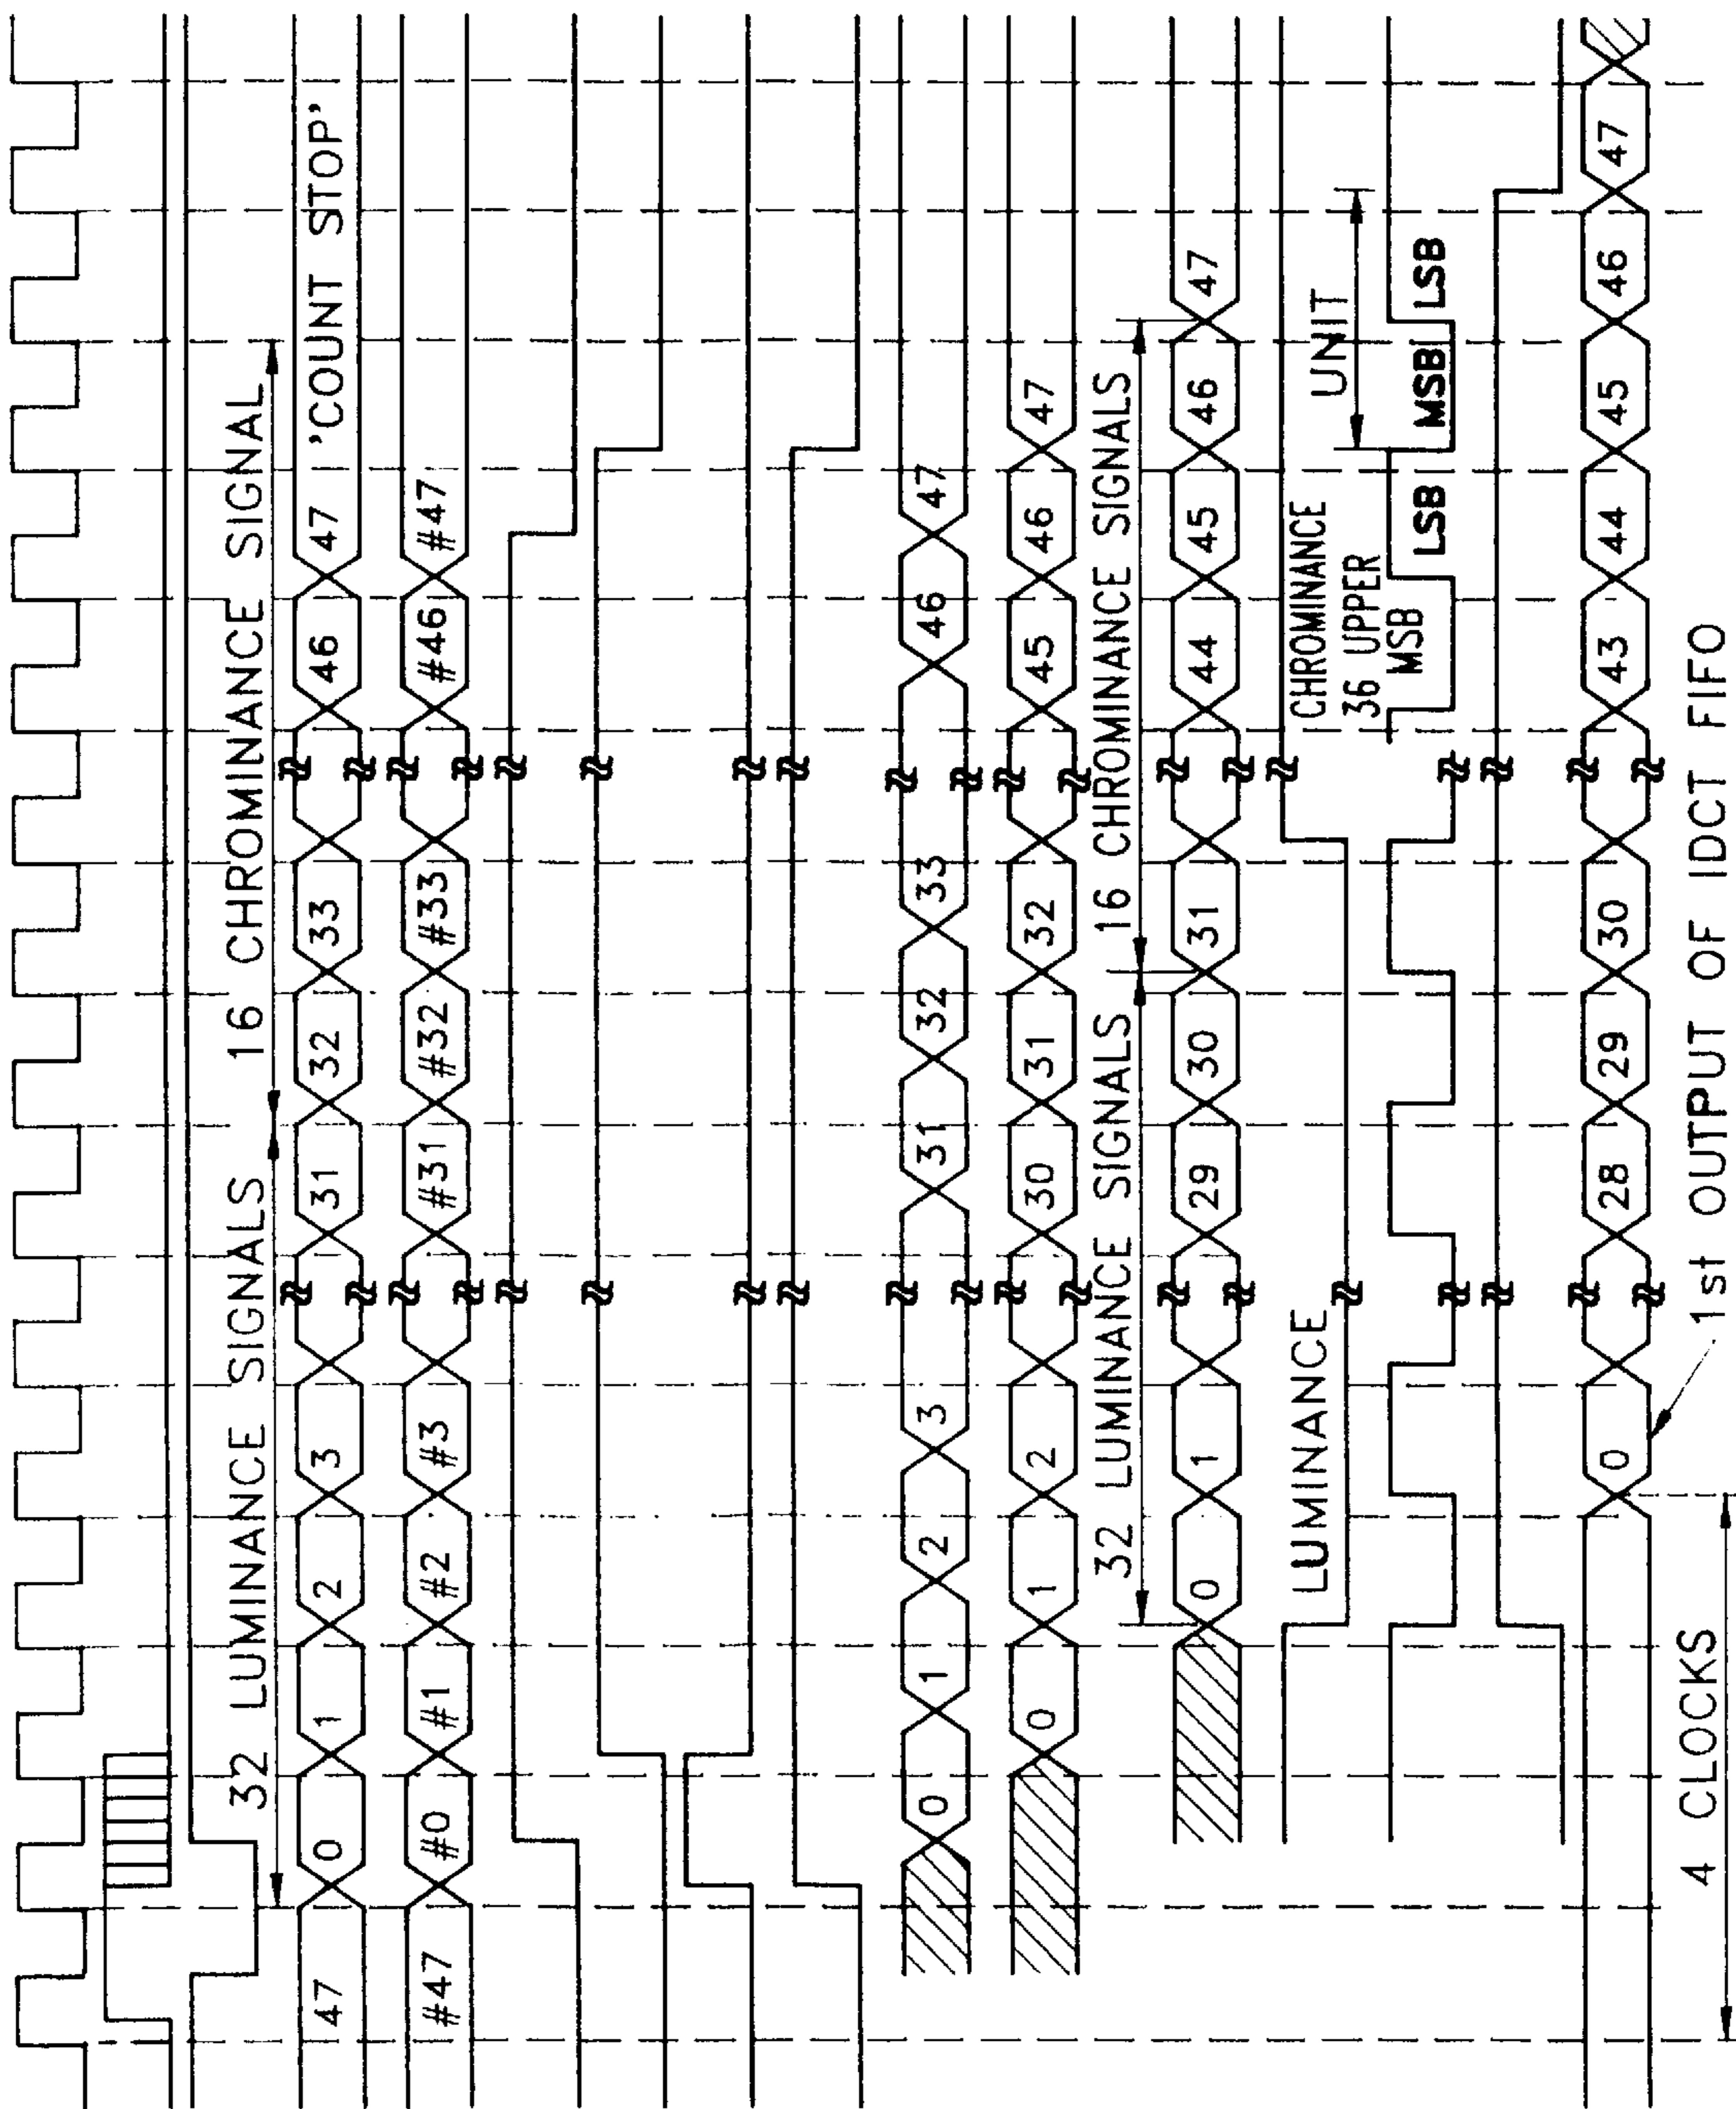 32 LUMINANCE SIGNALS 16 CHROMINANCE SIGNAL
47 0 1 2 3 31 32 33 46 47 'COUNT STOP'
#47 #0 #1 #2 #3 #31 #32 #33 #46 #47
0 1 2 3 31 32 33 46 47
0 1 2 30 31 32 45 46 47
32 LUMINANCE SIGNALS 16 CHROMINANCE SIGNALS
0 1 29 30 31 44 45 46 47
LUMINANCE
CHROMINANCE
36 UPPER
MSB
UNIT
LSB MSB LSB
0 28 29 30 43 44 45 46 47
4 CLOCKS
1st OUTPUT OF IDCT FIFO